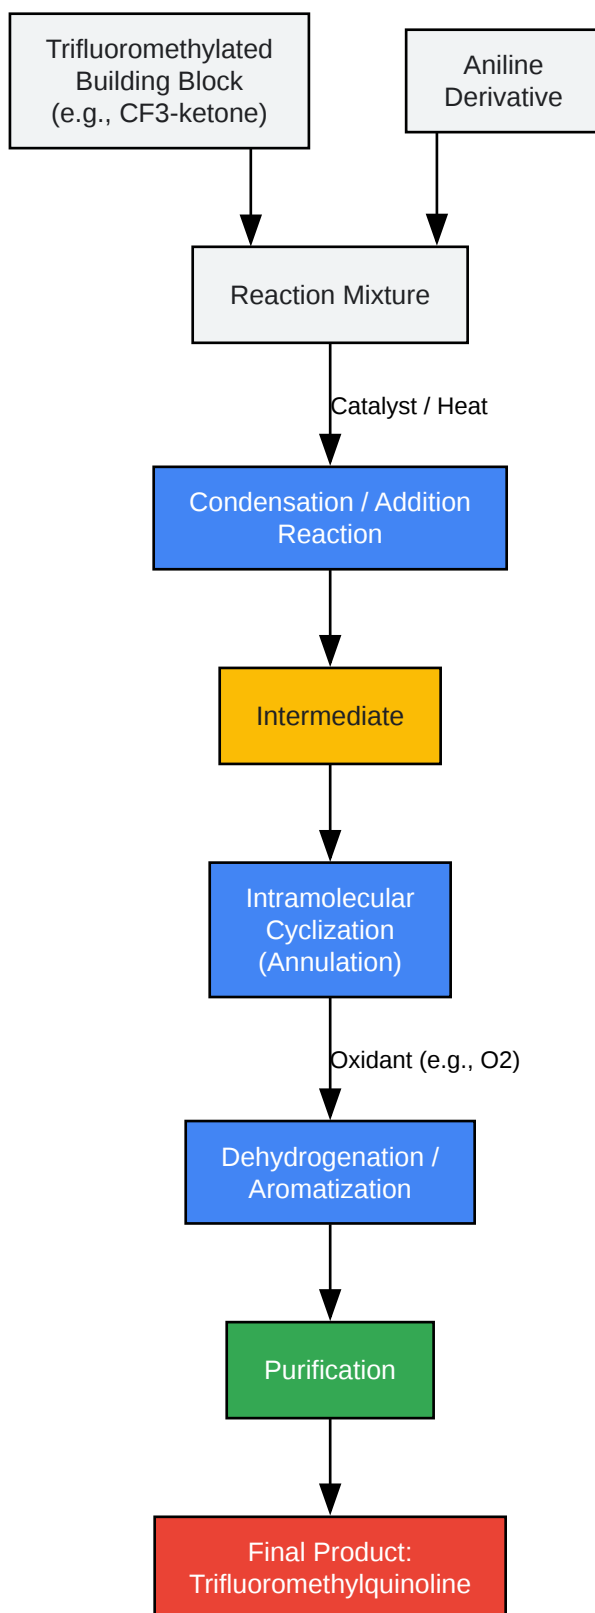 Trifluoromethylated
Building Block
(e.g., CF3-ketone)
Aniline
Derivative
Reaction Mixture
Catalyst / Heat
Condensation / Addition
Reaction
Intermediate
Intramolecular
Cyclization
(Annulation)
Oxidant (e.g., O2)
Dehydrogenation /
Aromatization
Purification
Final Product:
Trifluoromethylquinoline